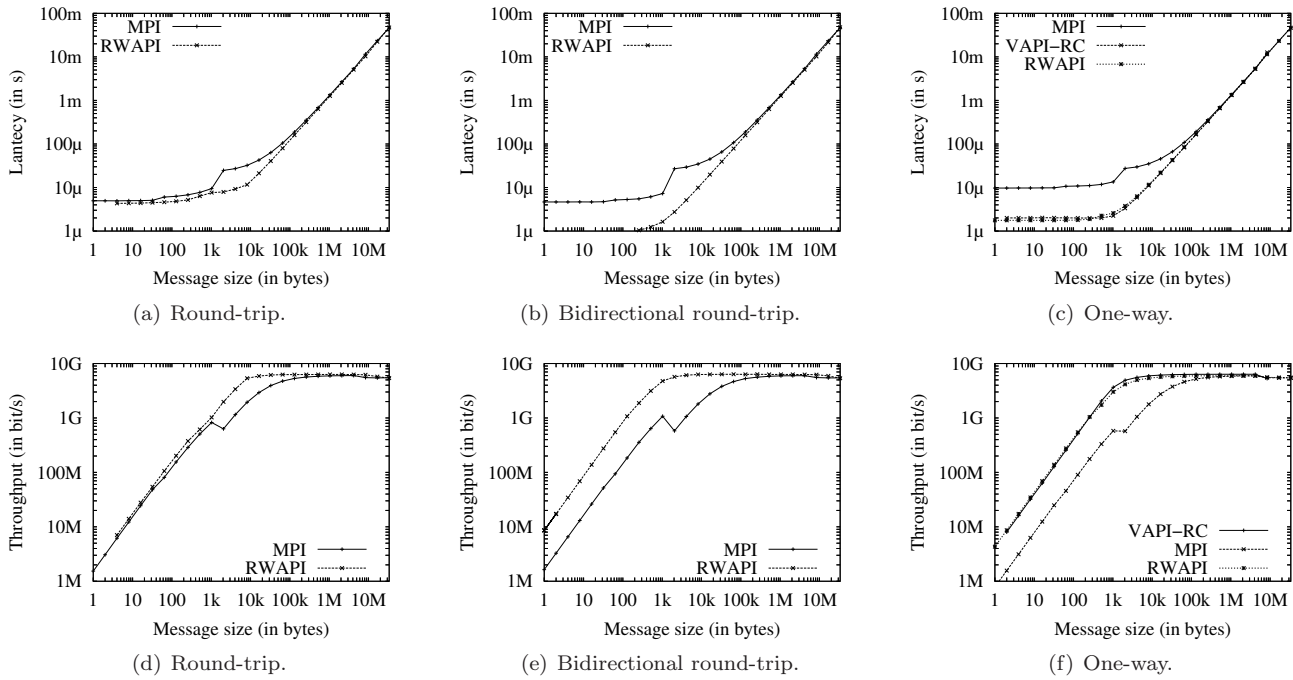 100m
10m
1m
100µ
10µ
1µ
Lantecy (in s)
MPI
RWAPI
1 10 100 1k 10k 100k 1M 10M
Message size (in bytes)
(a) Round-trip.
100m
10m
1m
100µ
10µ
1µ
Lantecy (in s)
MPI
RWAPI
1 10 100 1k 10k 100k 1M 10M
Message size (in bytes)
(b) Bidirectional round-trip.
100m
10m
1m
100µ
10µ
1µ
Lantecy (in s)
MPI
VAPI-RC
RWAPI
1 10 100 1k 10k 100k 1M 10M
Message size (in bytes)
(c) One-way.
10G
1G
100M
10M
1M
Throughput (in bit/s)
MPI
RWAPI
1 10 100 1k 10k 100k 1M 10M
Message size (in bytes)
(d) Round-trip.
10G
1G
100M
10M
1M
Throughput (in bit/s)
MPI
RWAPI
1 10 100 1k 10k 100k 1M 10M
Message size (in bytes)
(e) Bidirectional round-trip.
10G
1G
100M
10M
1M
Throughput (in bit/s)
VAPI-RC
MPI
RWAPI
1 10 100 1k 10k 100k 1M 10M
Message size (in bytes)
(f) One-way.